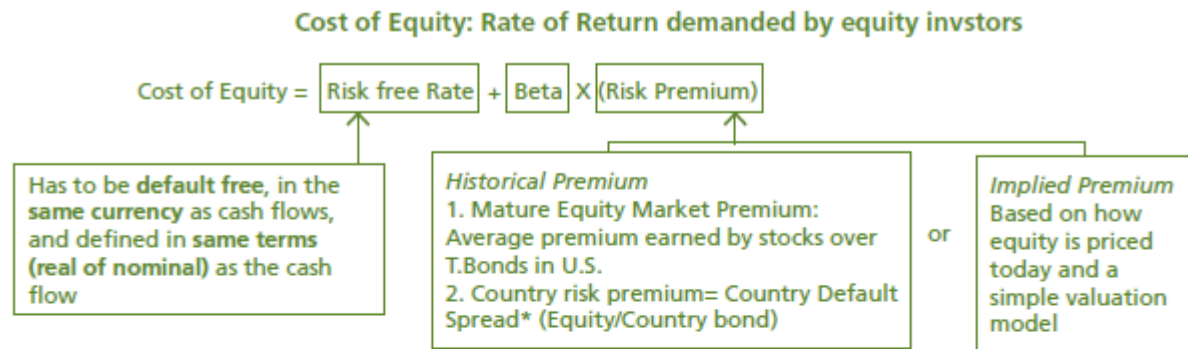 Cost of Equity: Rate of Return demanded by equity invstors
Cost of Equity = Risk free Rate + Beta X (Risk Premium)
Has to be default free, in the
same currency as cash flows,
and defined in same terms
(real of nominal) as the cash
flow
Historical Premium
1. Mature Equity Market Premium:
Average premium earned by stocks over
T.Bonds in U.S.
2. Country risk premium= Country Default
Spread* (Equity/Country bond)
or
Implied Premium
Based on how
equity is priced
today and a
simple valuation
model